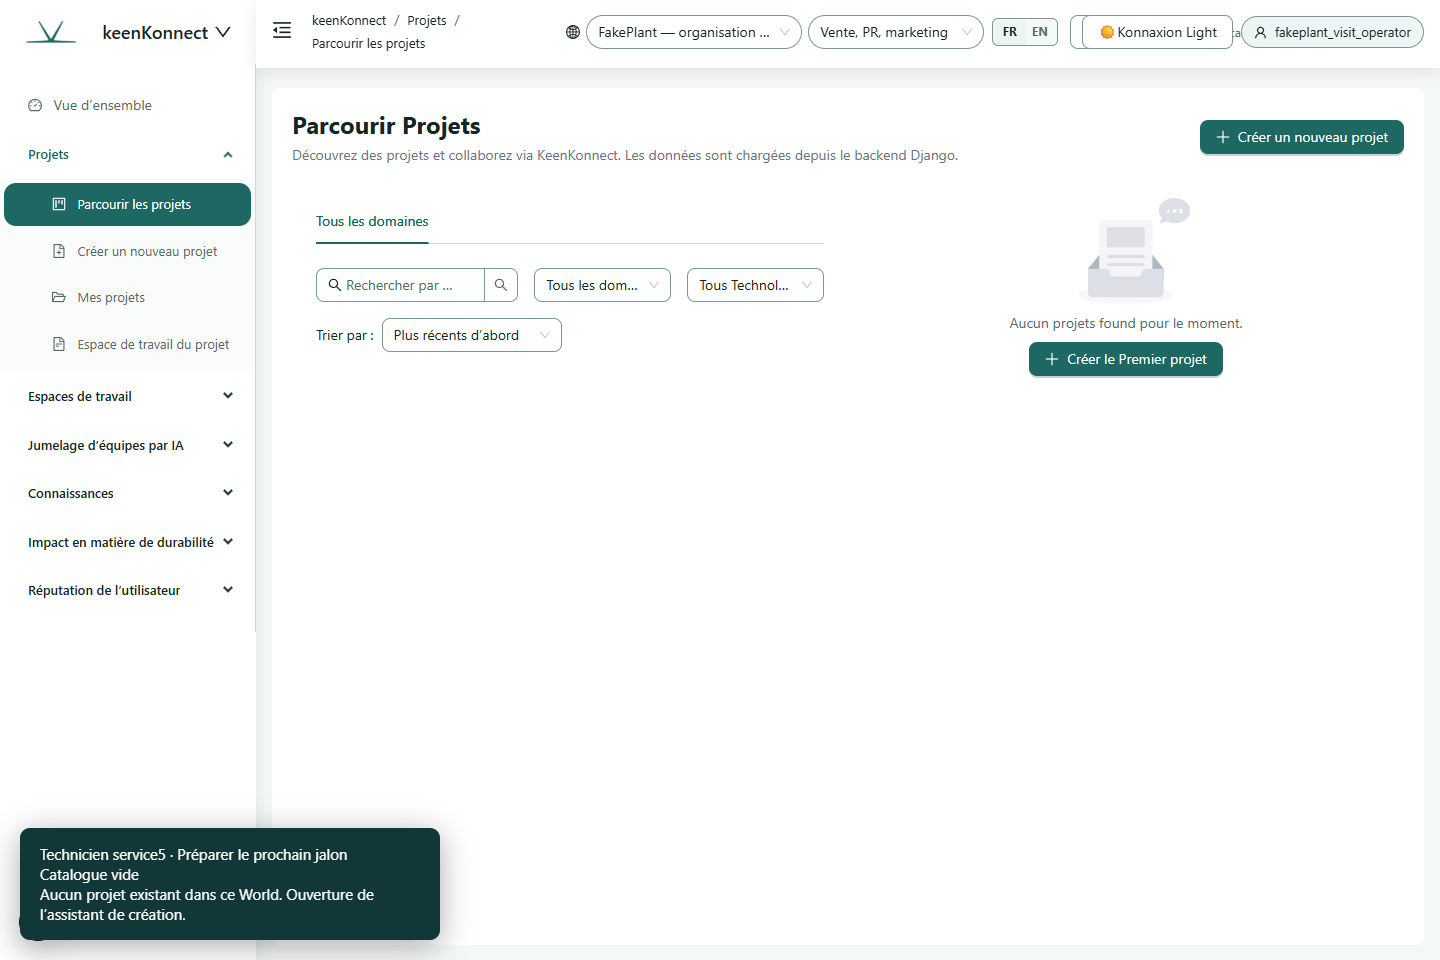 keenKonnect
keenKonnect / Projets /
Parcourir les projets
FakePlant — organisation ...
Vente, PR, marketing
FR EN
Konnaxion Light
fakeplant_visit_operator
Vue d’ensemble
Projets
Parcourir les projets
Créer un nouveau projet
Mes projets
Espace de travail du projet
Espaces de travail
Jumelage d’équipes par IA
Connaissances
Impact en matière de durabilité
Réputation de l’utilisateur
Parcourir Projets
Découvrez des projets et collaborez via KeenKonnect. Les données sont chargées depuis le backend Django.
Créer un nouveau projet
Tous les domaines
Rechercher par ...
Tous les dom...
Tous Technol...
Trier par :
Plus récents d’abord
Aucun projets found pour le moment.
Créer le Premier projet
Technicien service5 · Préparer le prochain jalon
Catalogue vide
Aucun projet existant dans ce World. Ouverture de
l’assistant de création.